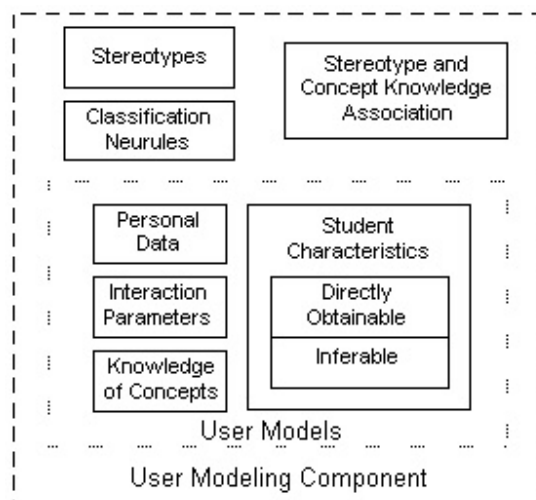 Stereotypes
Stereotype and
Concept Knowledge
Association
Classification
Neurules
Personal
Data
Student
Characteristics
Interaction
Parameters
Directly
Obtainable
Inferable
Knowledge
of Concepts
User Models
User Modeling Component